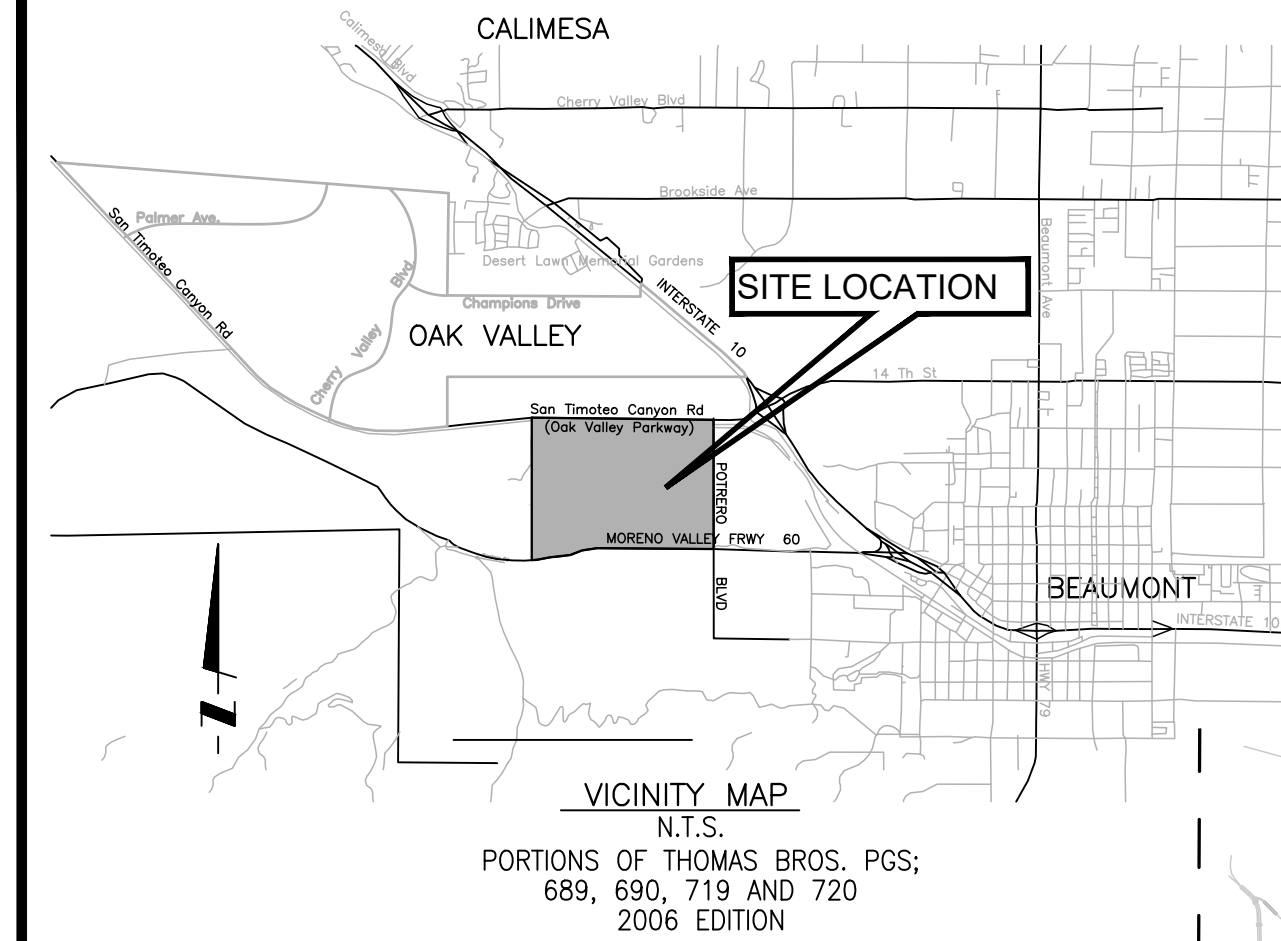 CALIMESA
Calimesa Blvd
Cherry Valley Blvd
Brookside Ave
Palmer Ave.
San Timoteo Canyon Rd
Beaumont Ave
Desert Lawn Memorial Gardens
SITE LOCATION
Champions Drive
INTERSTATE 10
Cherry Valley Blvd
OAK VALLEY
14 Th St
San Timoteo Canyon Rd
(Oak Valley Parkway)
POTRERO BLVD
MORENO VALLEY FRWY 60
BEAUMONT
INTERSTATE 10
HWY 79
N
VICINITY MAP
N.T.S.
PORTIONS OF THOMAS BROS. PGS;
689, 690, 719 AND 720
2006 EDITION